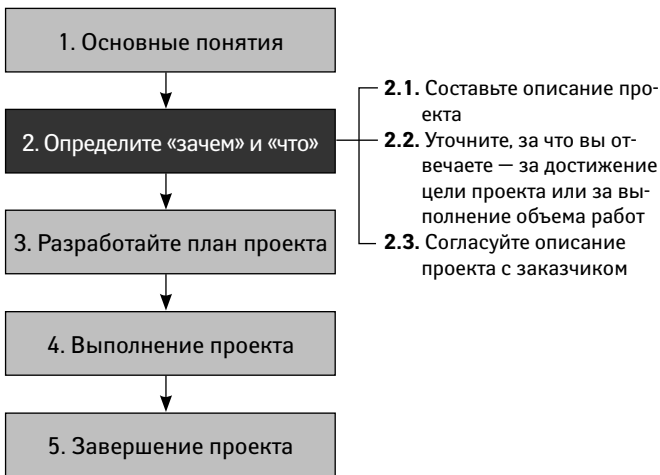 1. Основные понятия
2. Определите «зачем» и «что»
2.1. Составьте описание про-
екта
2.2. Уточните, за что вы от-
вечаете — за достижение
цели проекта или за вы-
полнение объема работ
2.3. Согласуйте описание
проекта с заказчиком
3. Разработайте план проекта
4. Выполнение проекта
5. Завершение проекта